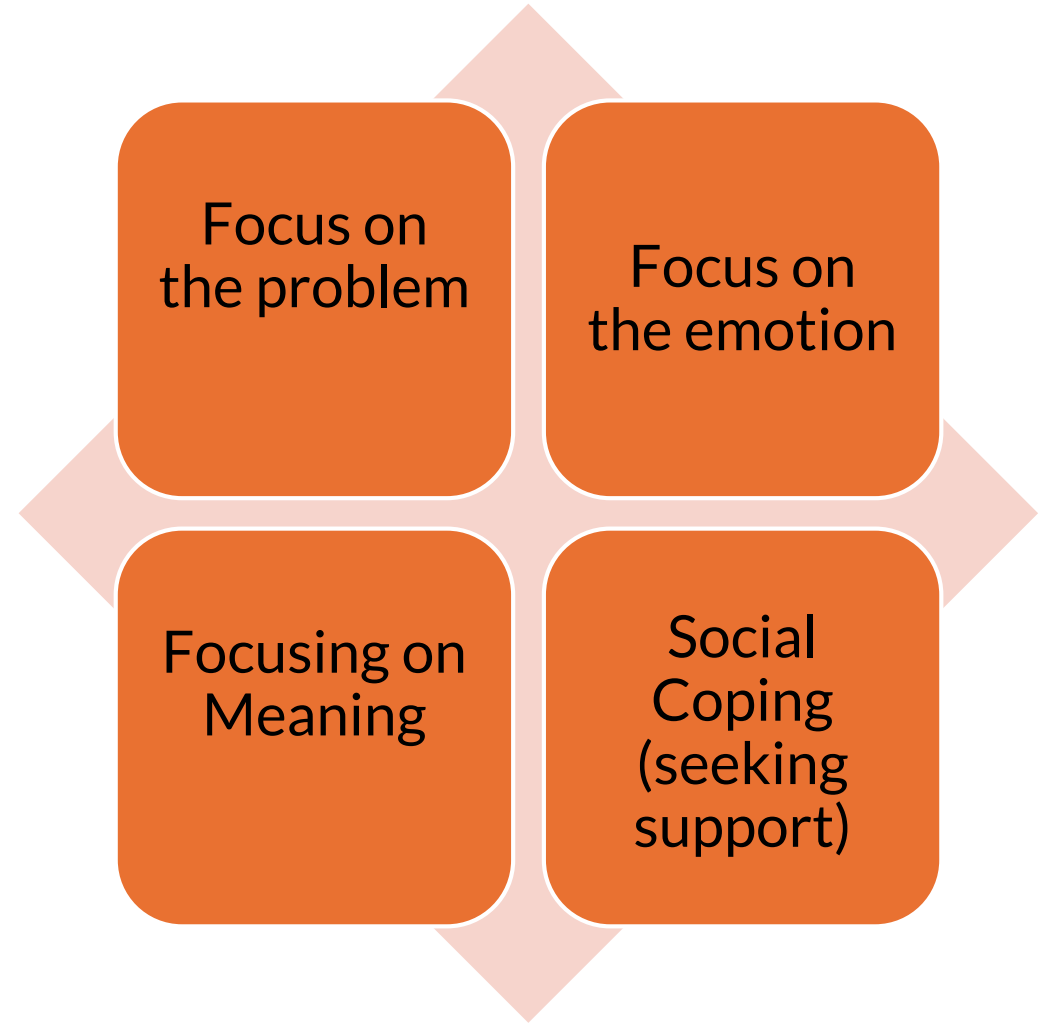 Focus on
the problem
Focus on
the emotion
Focusing on
Meaning
Social
Coping
(seeking
support)